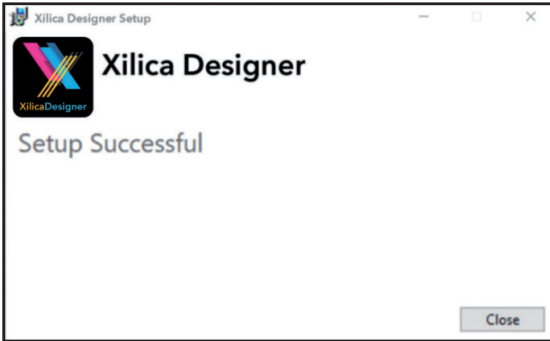 Xilica Designer Setup
Xilica Designer
XilicaDesigner
Setup Successful
Close